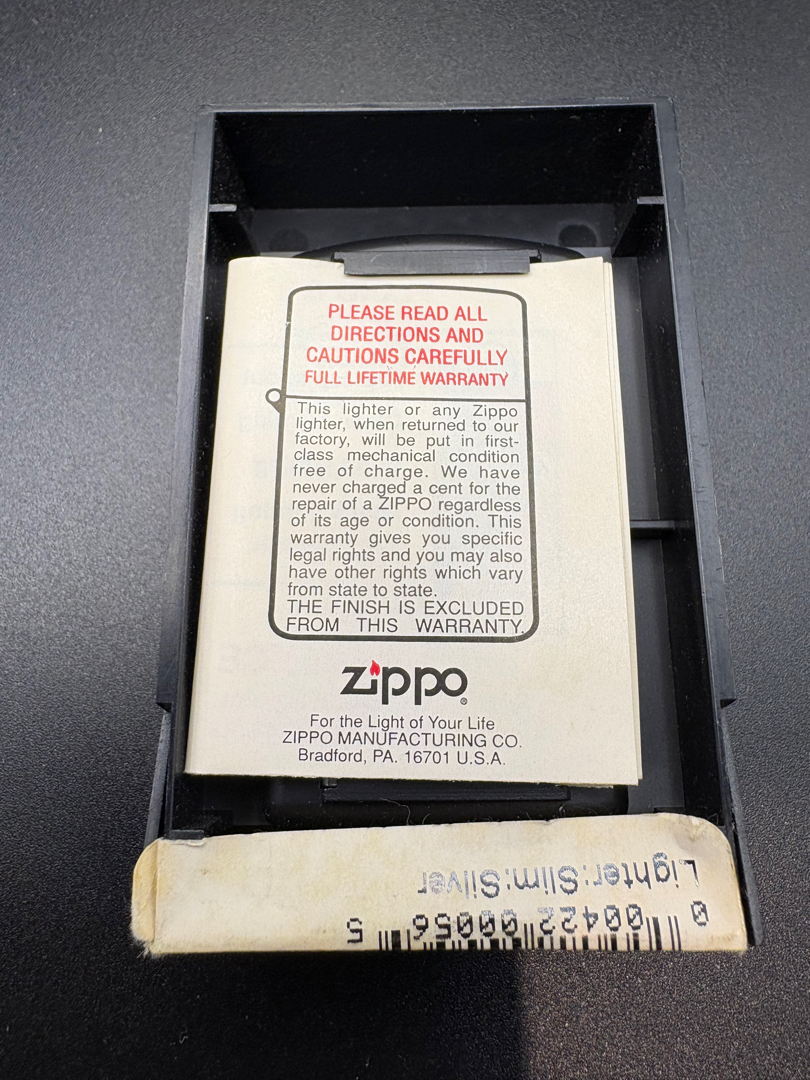 PLEASE READ ALL
DIRECTIONS AND
CAUTIONS CAREFULLY
FULL LIFETIME WARRANTY
This lighter or any Zippo
lighter, when returned to our
factory, will be put in first-
class mechanical condition
free of charge. We have
never charged a cent for the
repair of a ZIPPO regardless
of its age or condition. This
warranty gives you specific
legal rights and you may also
have other rights which vary
from state to state.
THE FINISH IS EXCLUDED
FROM THIS WARRANTY.
zippo®
For the Light of Your Life
ZIPPO MANUFACTURING CO.
Bradford, PA. 16701 U.S.A.
Lighter:Slim:Silver
0 00422 00056 5